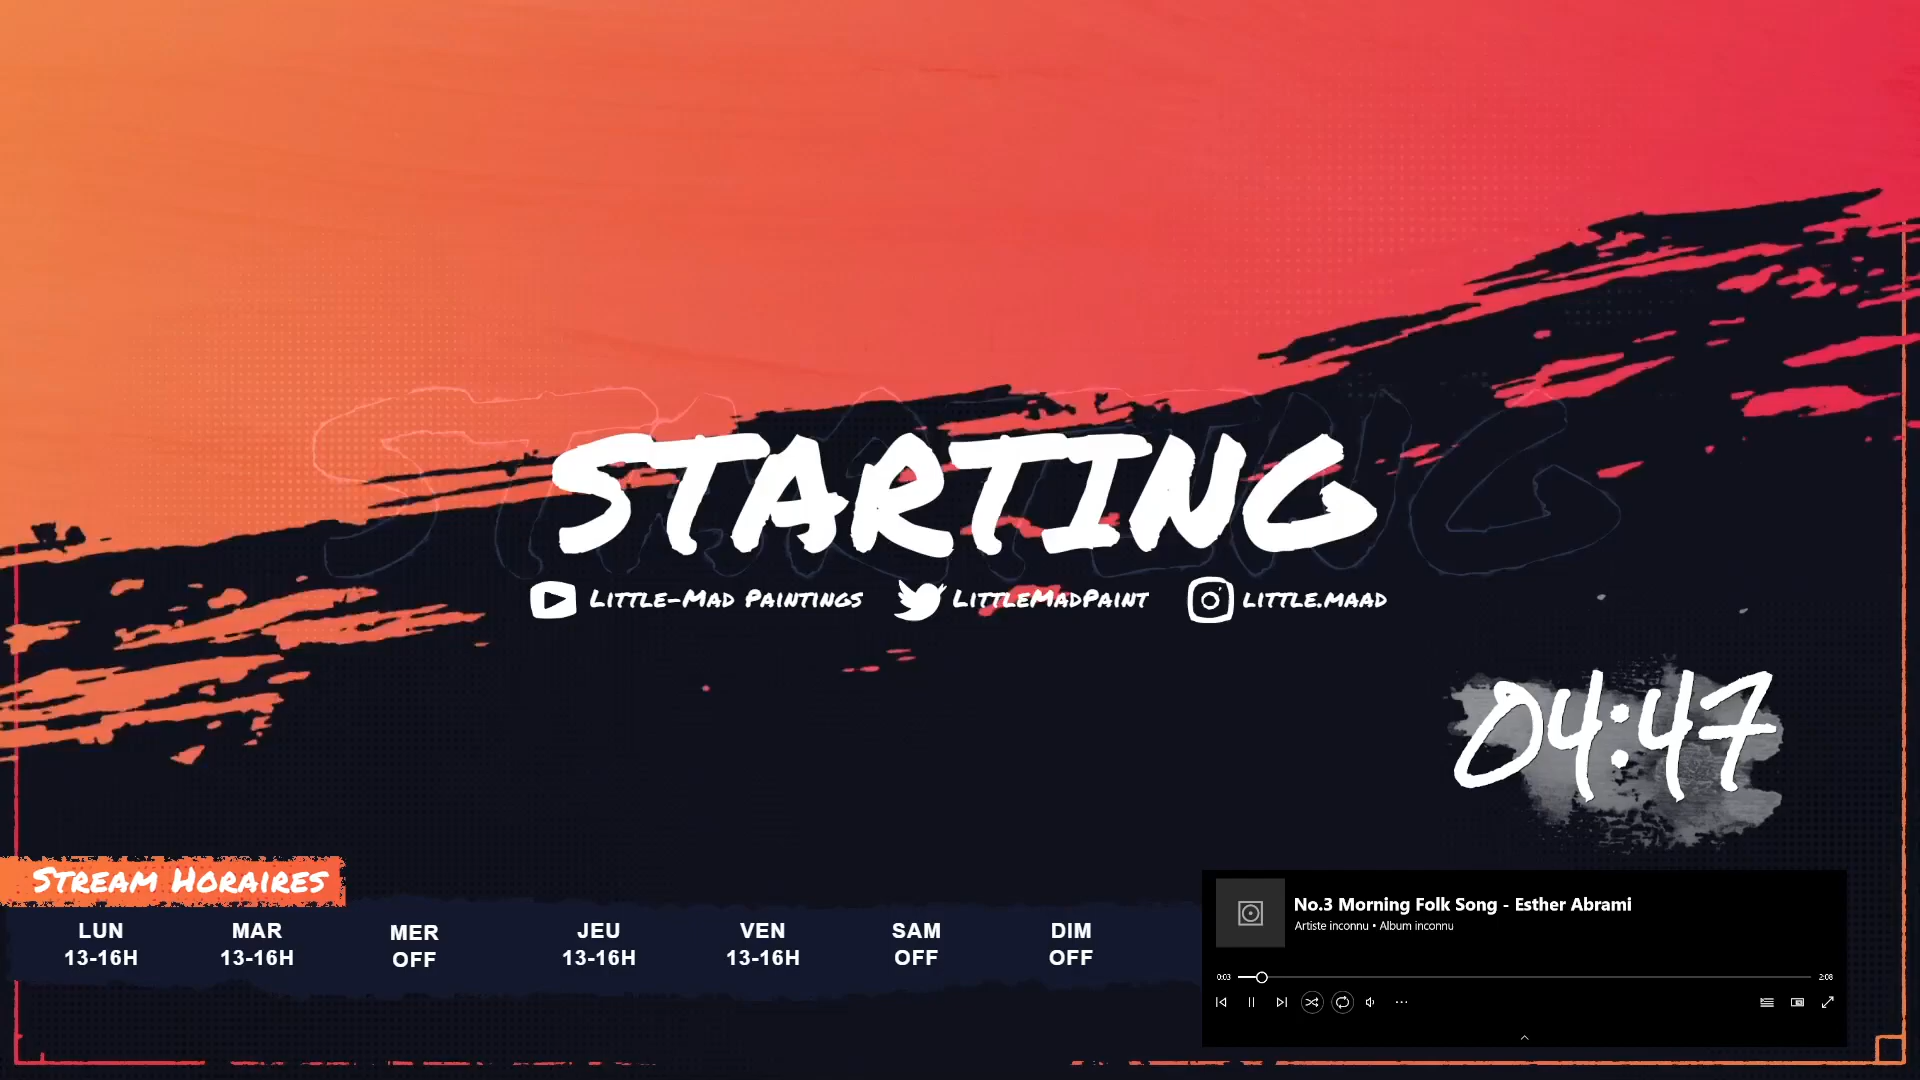 STARTING
LITTLE-MAD PAINTINGS
LITTLEMADPAINT
LITTLE.MAAD
04:47
STREAM HORAIRES
LUN
13-16H
MAR
13-16H
MER
OFF
JEU
13-16H
VEN
13-16H
SAM
OFF
DIM
OFF
No.3 Morning Folk Song - Esther Abrami
Artiste inconnu • Album inconnu
0:03
2:08